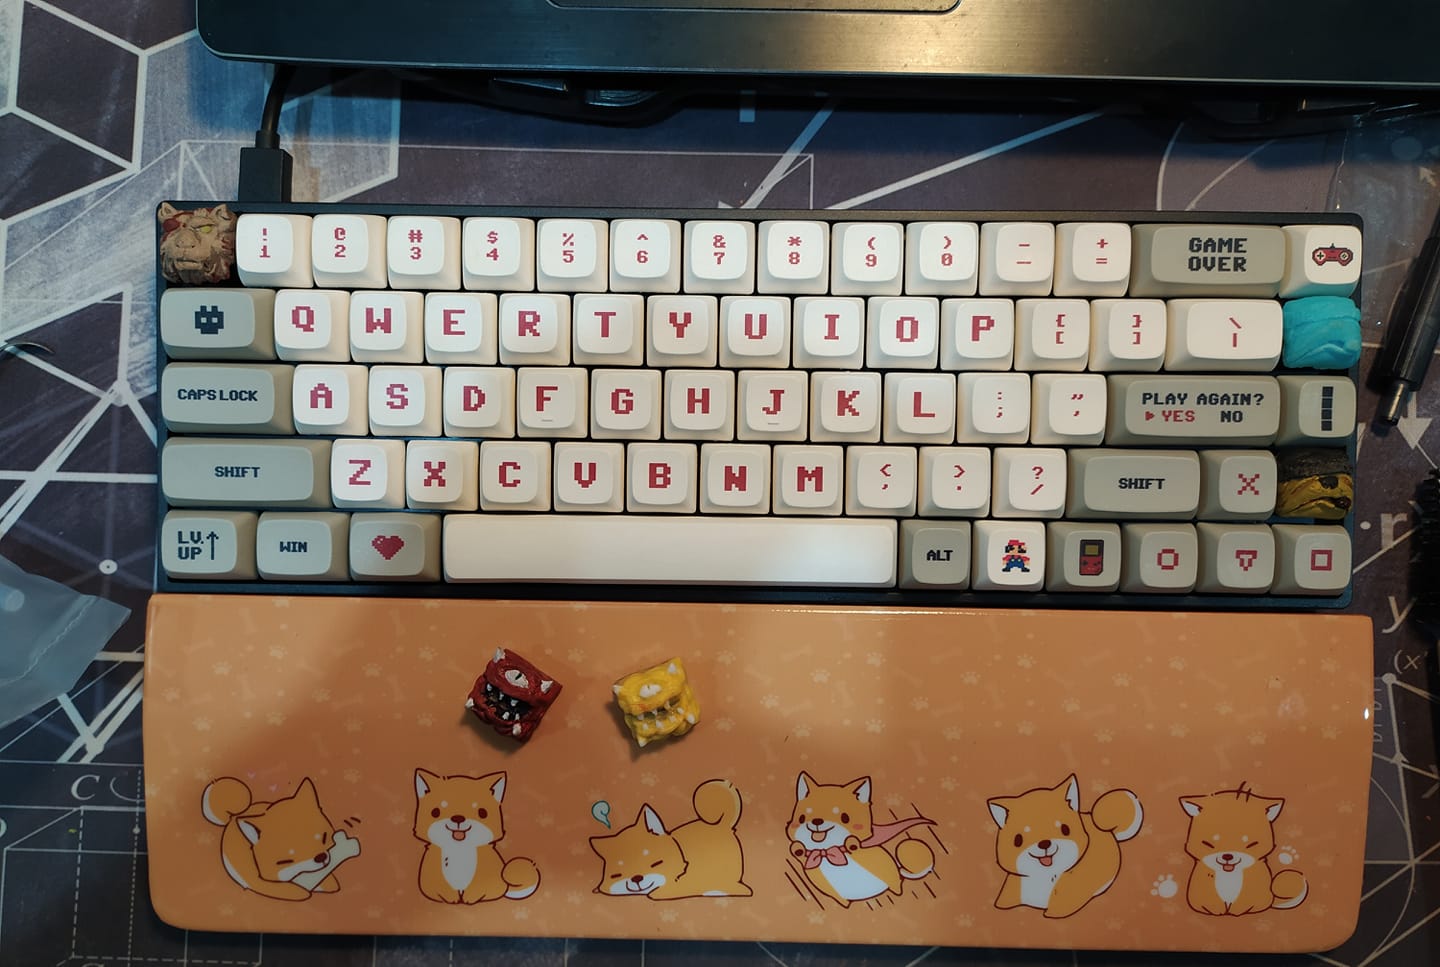 ! @ # $ % ^ & * ( ) _ +
1 2 3 4 5 6 7 8 9 0 - =
GAME
OVER
Q W E R T Y U I O P { } \
[ ] |
CAPS LOCK A S D F G H J K L : "
; ,
PLAY AGAIN?
YES NO
SHIFT Z X C V B N M < > ? SHIFT X
, . /
LV.
UP↑ WIN ALT
C
r
y
(x)